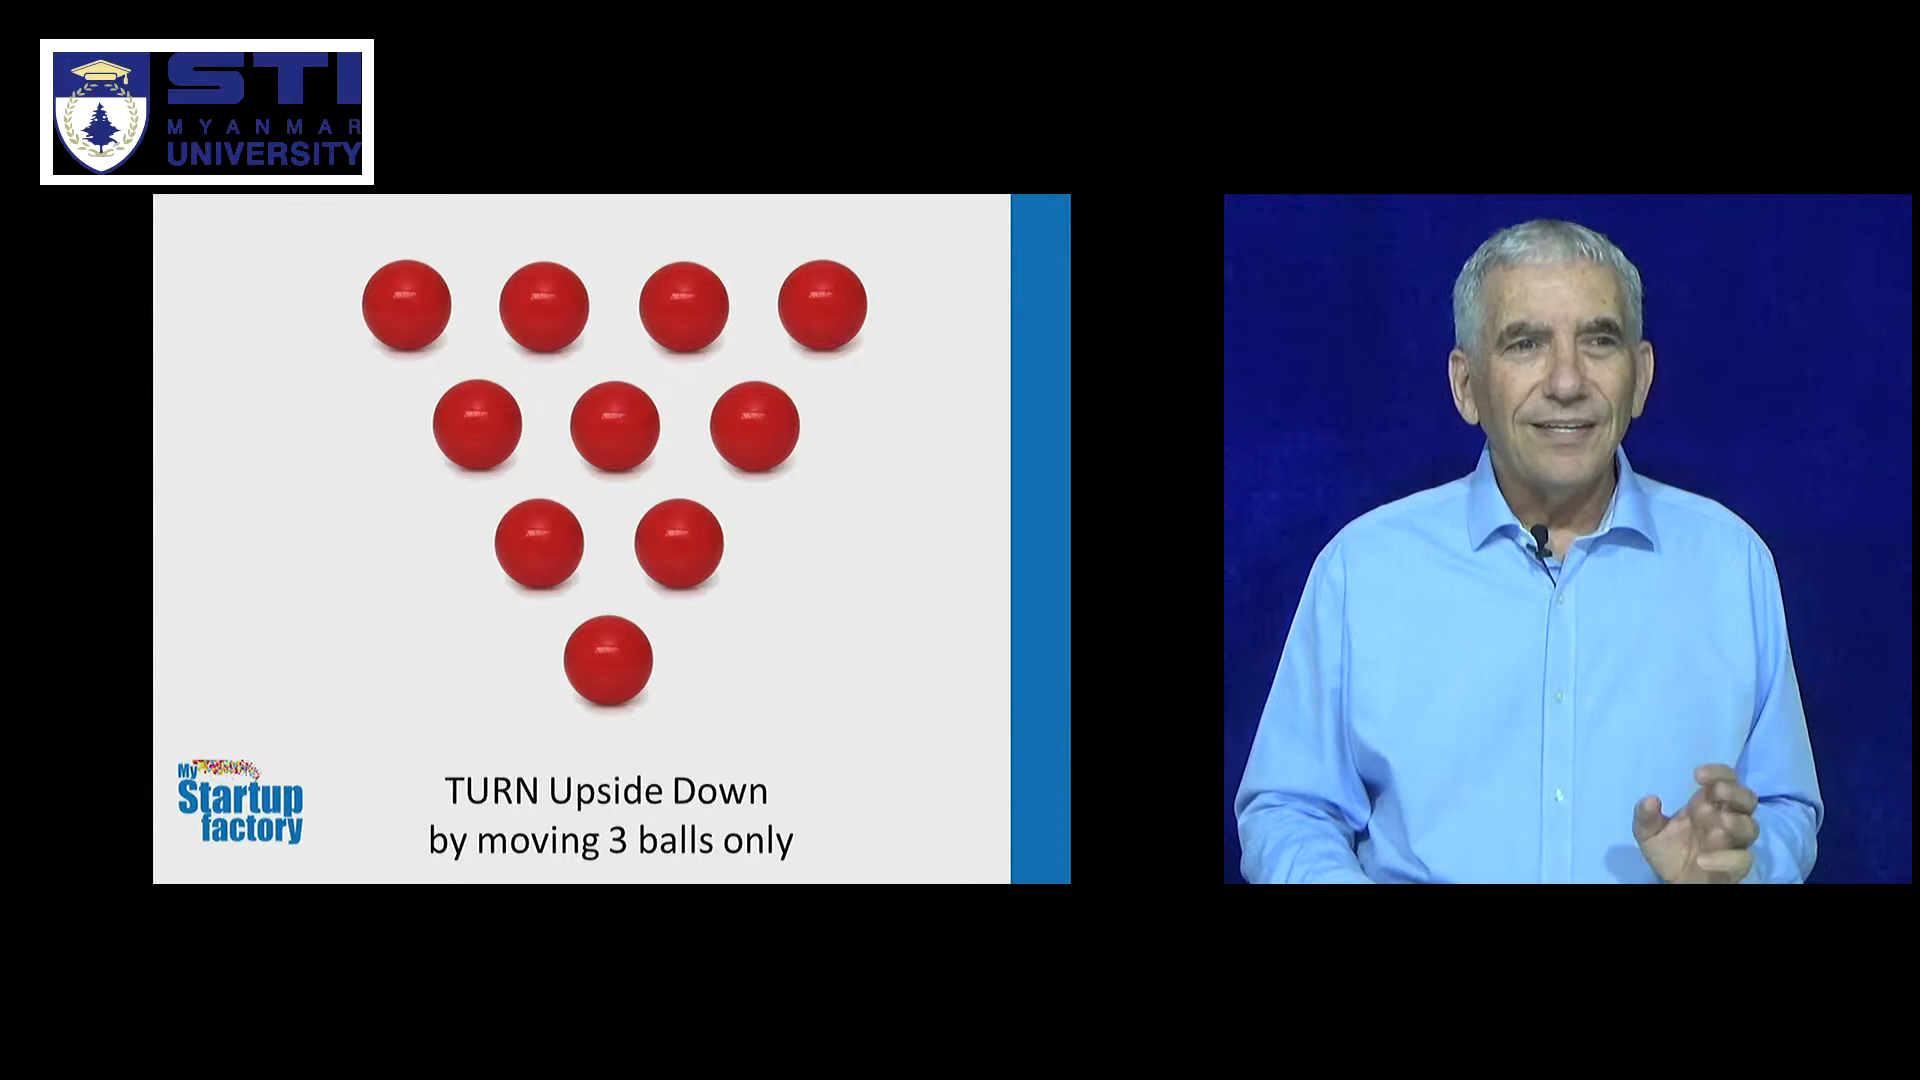 STI
MYANMAR
UNIVERSITY
My
Startup
factory
TURN Upside Down
by moving 3 balls only